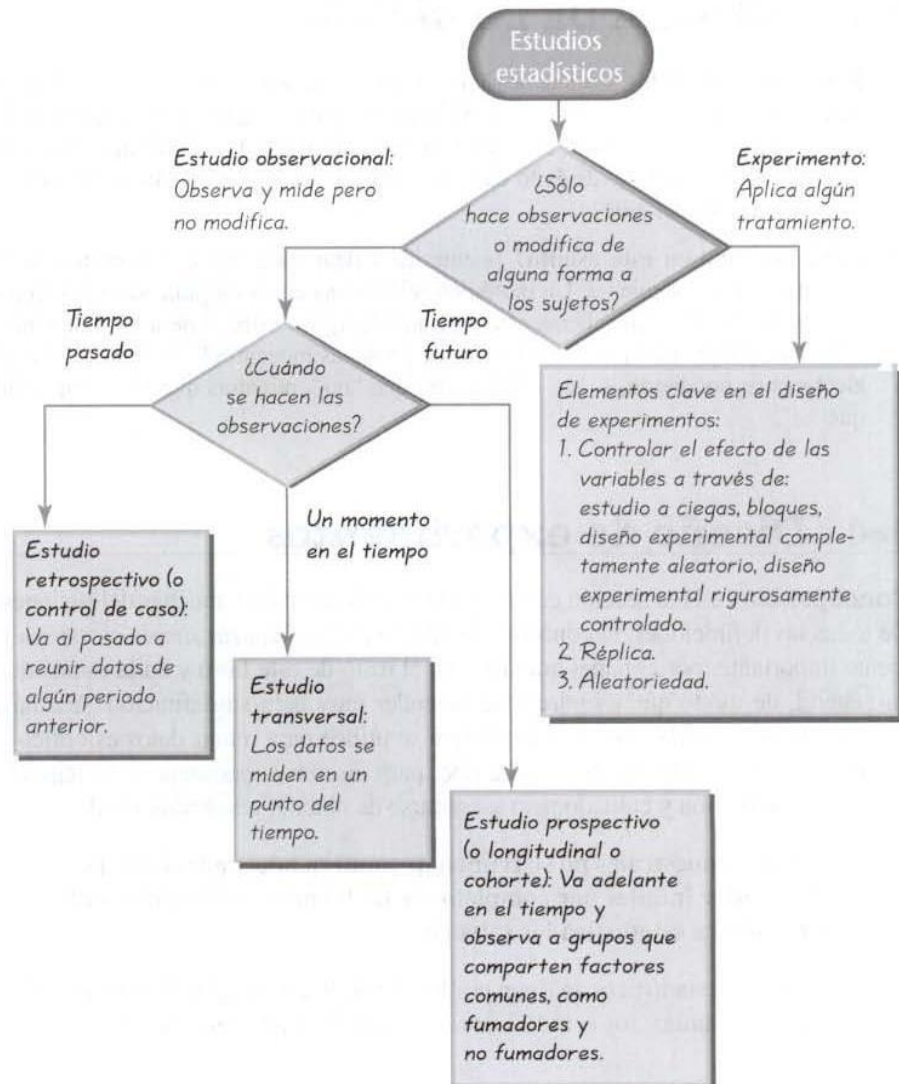 Estudios
estadísticos
Estudio observacional:
Observa y mide pero
no modifica.
¿Sólo
hace observaciones
o modifica de
alguna forma a
los sujetos?
Experimento:
Aplica algún
tratamiento.
Tiempo
pasado
¿Cuándo
se hacen las
observaciones?
Tiempo
futuro
Un momento
en el tiempo
Estudio
retrospectivo (o
control de caso):
Va al pasado a
reunir datos de
algún periodo
anterior.
Estudio
transversal:
Los datos se
miden en un
punto del
tiempo.
Estudio prospectivo
(o longitudinal o
cohorte): Va adelante
en el tiempo y
observa a grupos que
comparten factores
comunes, como
fumadores y
no fumadores.
Elementos clave en el diseño
de experimentos:
1. Controlar el efecto de las
variables a través de:
estudio a ciegas, bloques,
diseño experimental comple-
tamente aleatorio, diseño
experimental rigurosamente
controlado.
2. Réplica.
3. Aleatoriedad.